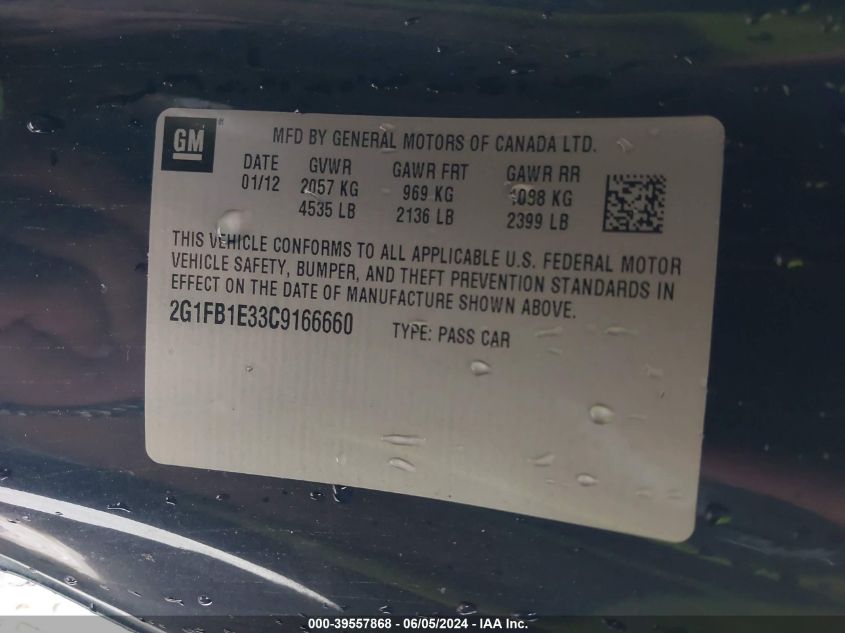 GM
MFD BY GENERAL MOTORS OF CANADA LTD.
DATE GVWR GAWR FRT GAWR RR
01/12 2057 KG 969 KG 1088 KG
4535 LB 2136 LB 2399 LB
THIS VEHICLE CONFORMS TO ALL APPLICABLE U.S. FEDERAL MOTOR
VEHICLE SAFETY, BUMPER, AND THEFT PREVENTION STANDARDS IN
EFFECT ON THE DATE OF MANUFACTURE SHOWN ABOVE.
2G1FB1E33C9166660 TYPE: PASS CAR
000-39557868 - 06/05/2024 - IAA Inc.